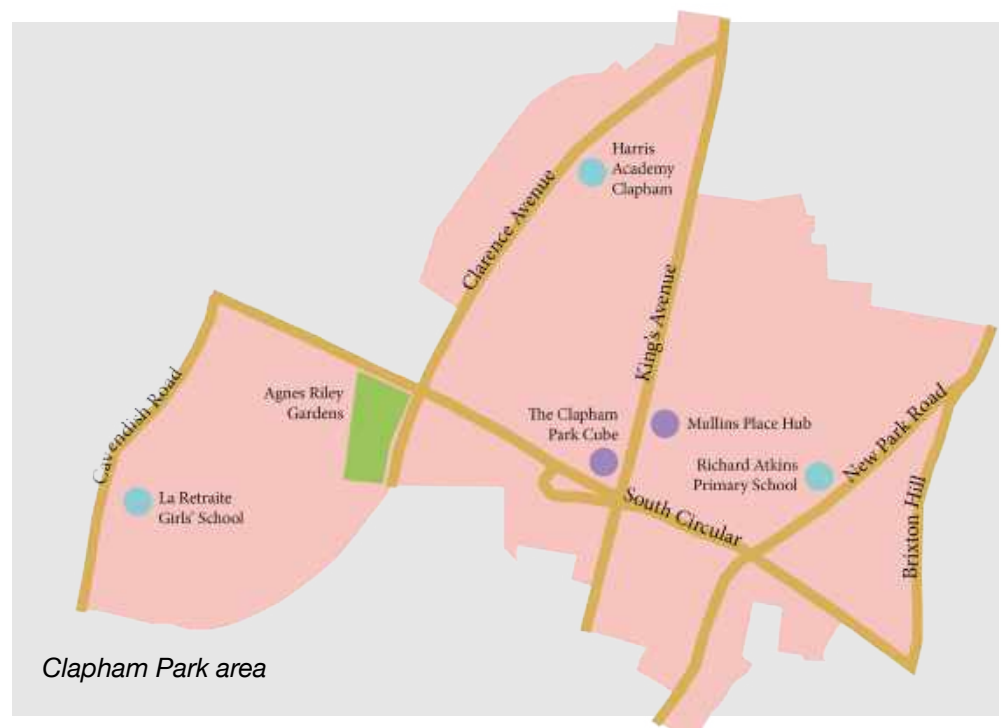 Harris
Academy
Clapham
Clarence Avenue
King's Avenue
Cavendish Road
Agnes Riley
Gardens
The Clapham
Park Cube
Mullins Place Hub
Richard Atkins
Primary School
New Park Road
La Retraite
Girls' School
South Circular
Brixton Hill
Clapham Park area